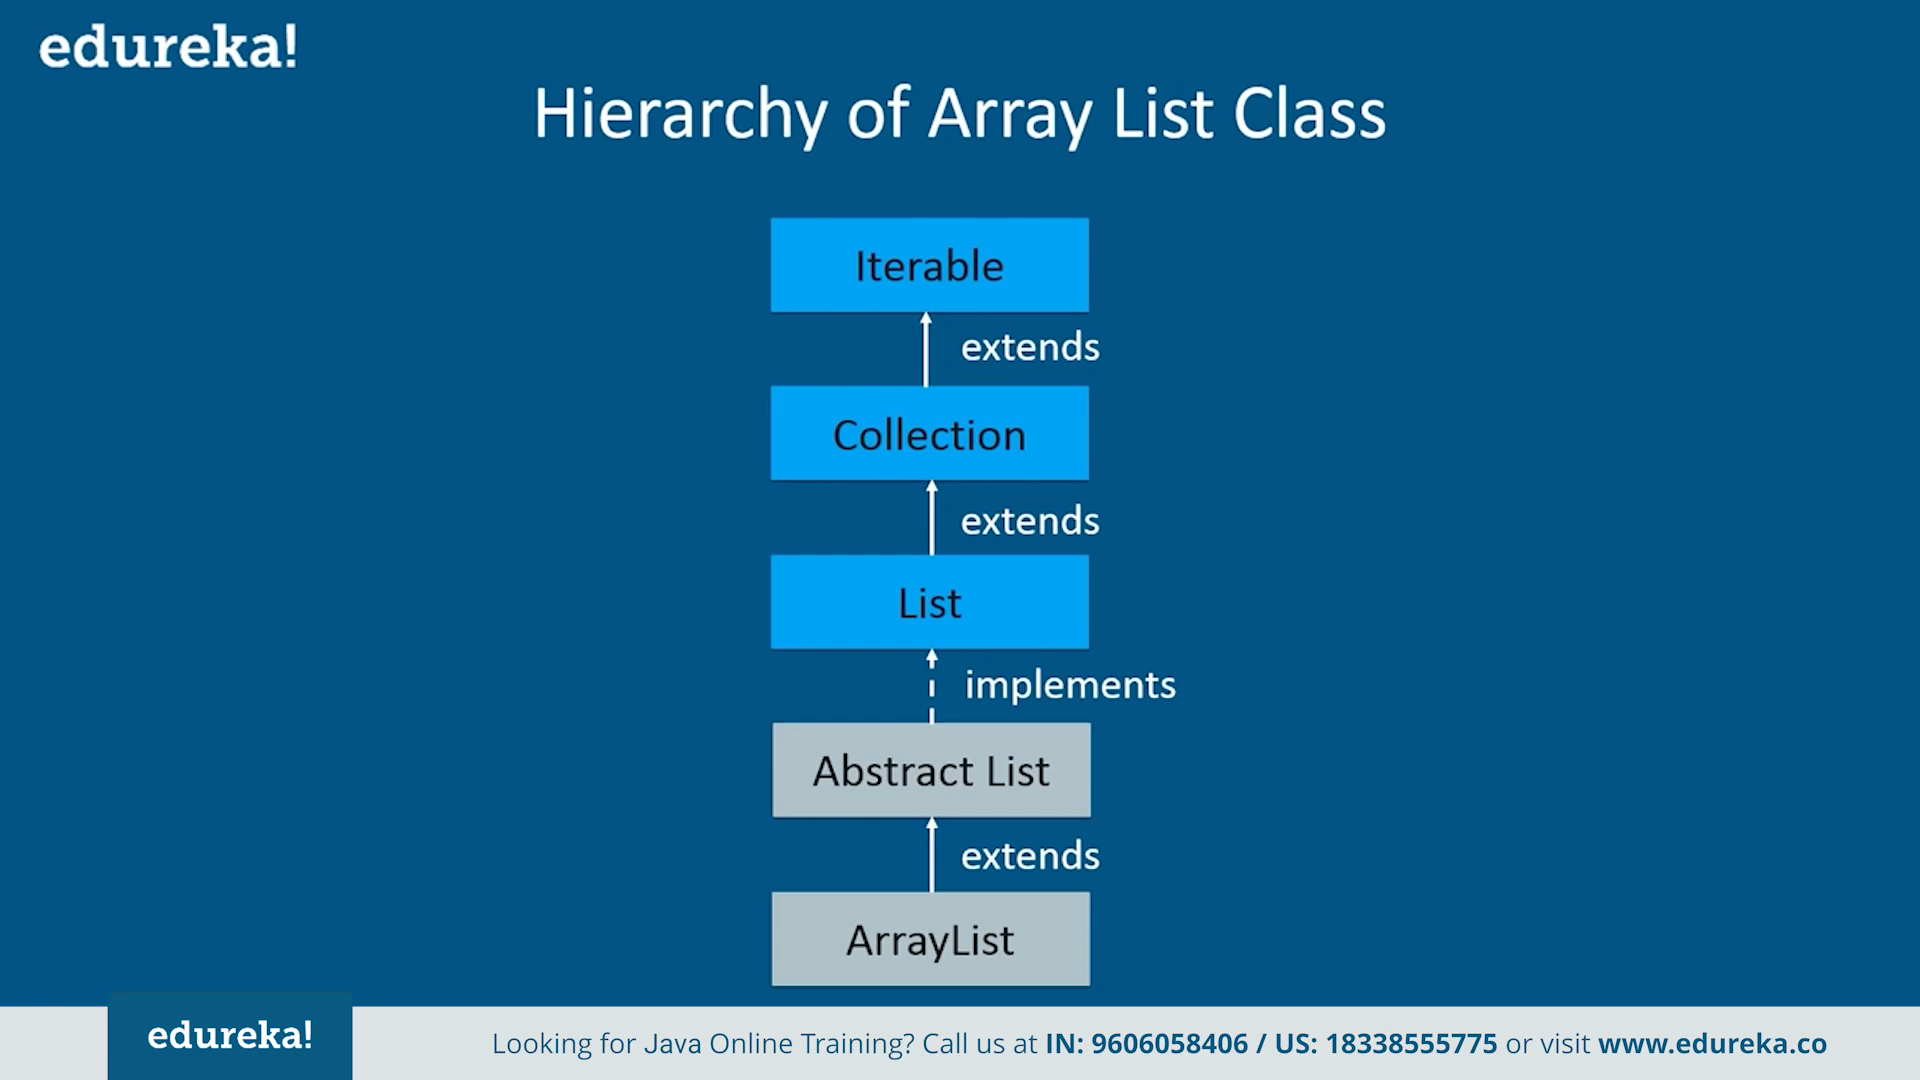 edureka!
Hierarchy of Array List Class
Iterable
extends
Collection
extends
List
implements
Abstract List
extends
ArrayList
edureka!
Looking for Java Online Training? Call us at IN: 9606058406 / US: 18338555775 or visit www.edureka.co